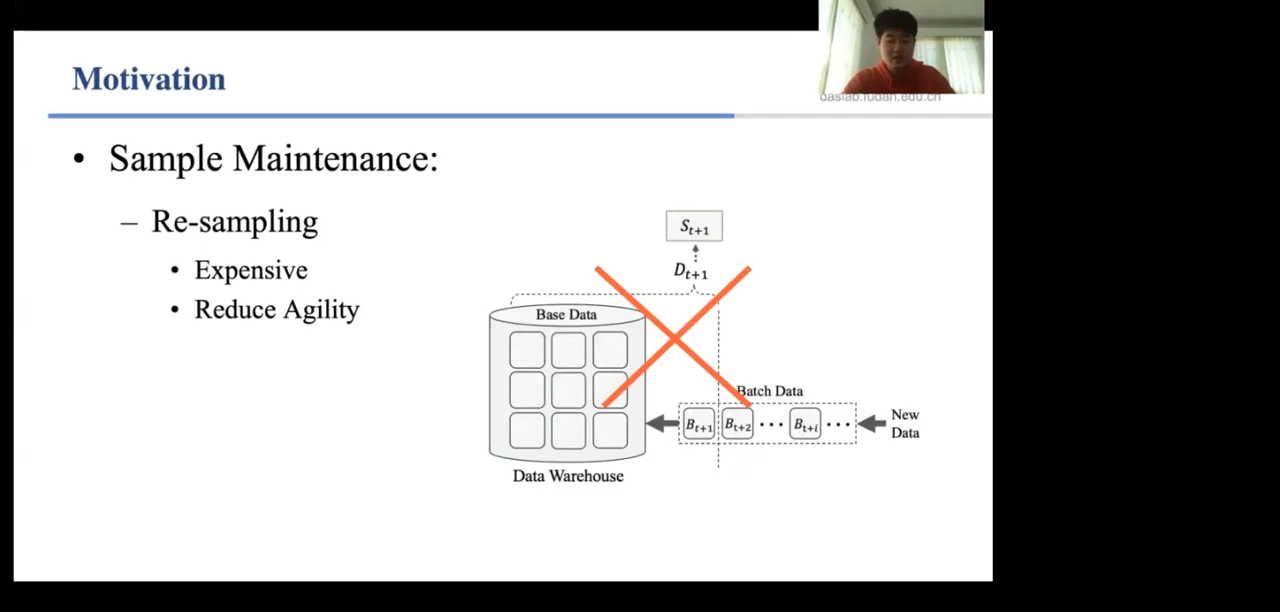 Motivation
daslab.fudan.edu.cn
• Sample Maintenance:
– Re-sampling
• Expensive
• Reduce Agility
S_{t+1}
D_{t+1}
Base Data
Batch Data
B_{t+1} B_{t+2} ••• B_{t+i} •••
New
Data
Data Warehouse